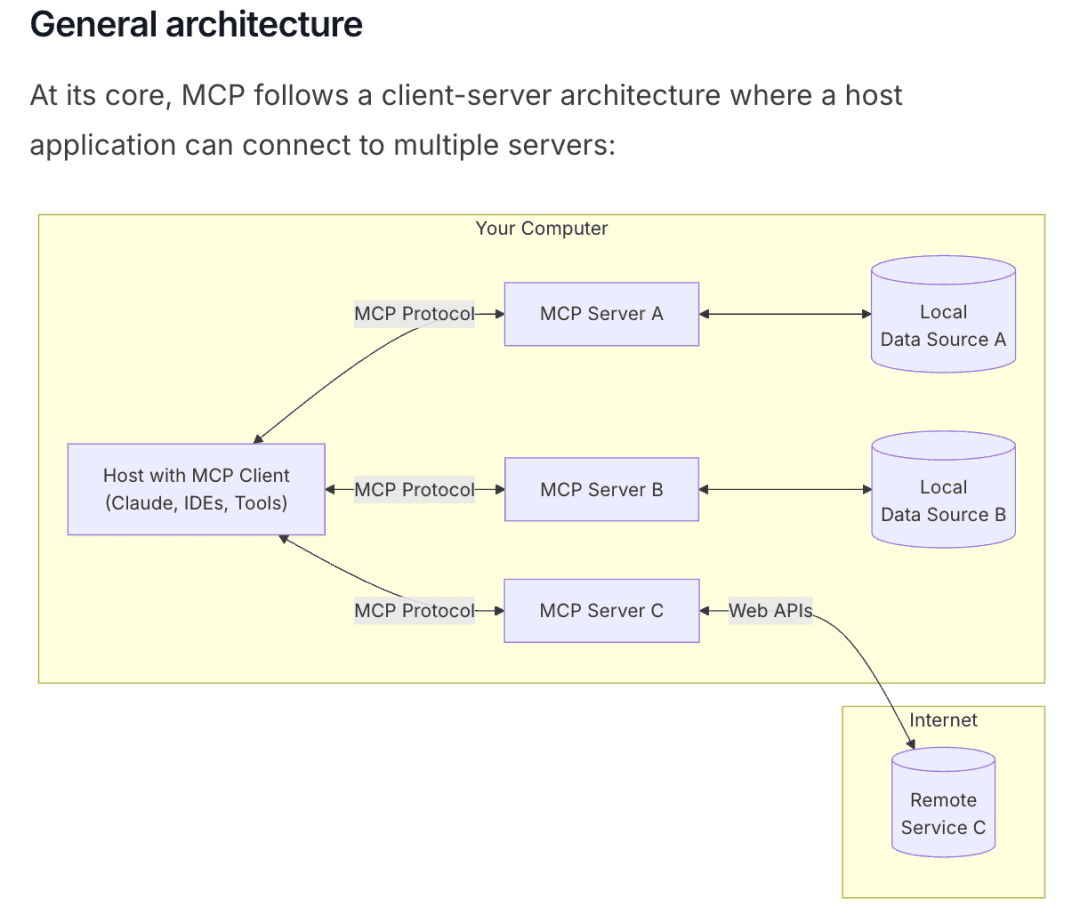 General architecture
At its core, MCP follows a client-server architecture where a host
application can connect to multiple servers:
Your Computer
MCP Protocol
MCP Server A
Local
Data Source A
Host with MCP Client
(Claude, IDEs, Tools)
MCP Protocol
MCP Server B
Local
Data Source B
MCP Protocol
MCP Server C
Web APIs
Internet
Remote
Service C